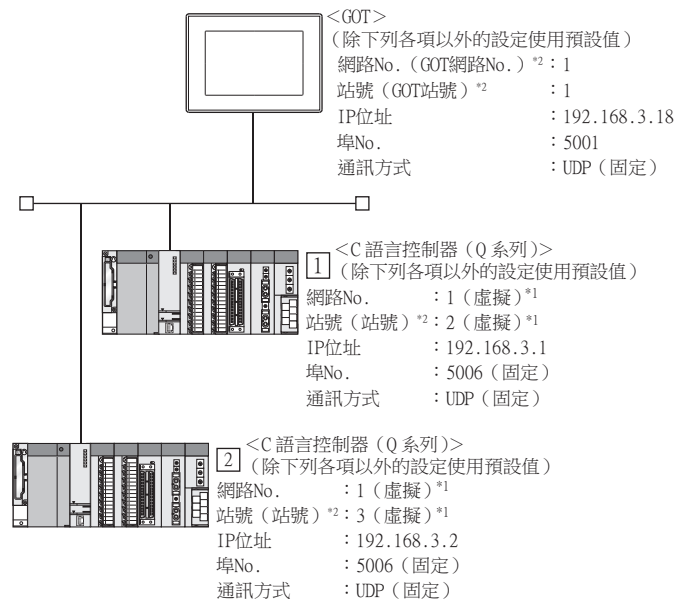 <GOT>
（除下列各項以外的設定使用預設值）
網路No.（GOT網路No.）*2：1
站號（GOT站號）*2：1
IP位址：192.168.3.18
埠No.：5001
通訊方式：UDP（固定）
1 <C 語言控制器（Q 系列）>
（除下列各項以外的設定使用預設值）
網路No.：1（虛擬）*1
站號（站號）*2：2（虛擬）*1
IP位址：192.168.3.1
埠No.：5006（固定）
通訊方式：UDP（固定）
2 <C 語言控制器（Q 系列）>
（除下列各項以外的設定使用預設值）
網路No.：1（虛擬）*1
站號（站號）*2：3（虛擬）*1
IP位址：192.168.3.2
埠No.：5006（固定）
通訊方式：UDP（固定）